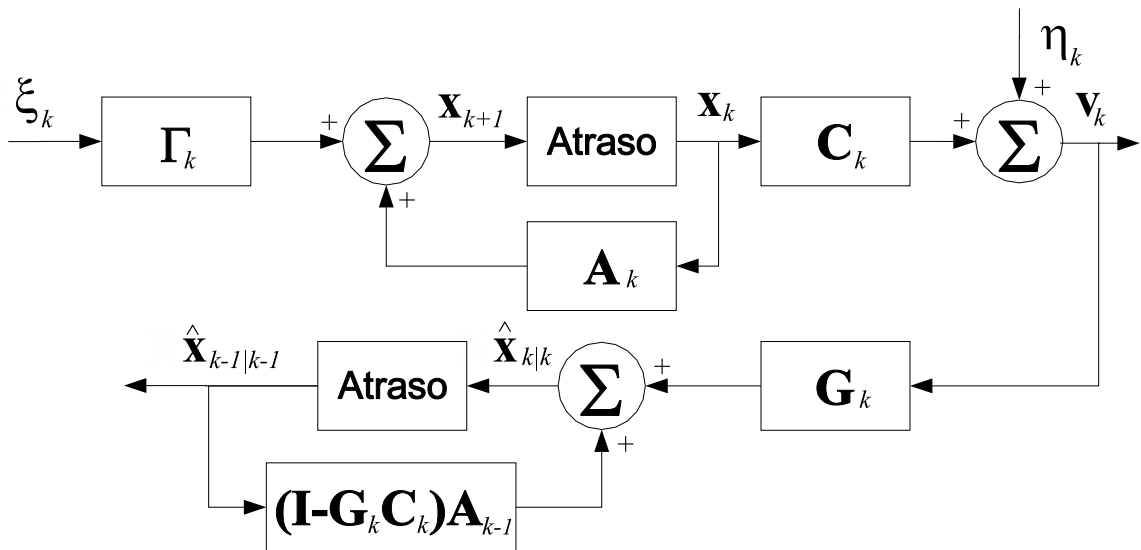 η_k
ξ_k
Γ_k
+
Σ
x_{k+1}
Atraso
x_k
C_k
+
+
Σ
v_k
+
A_k
x̂_{k-1|k-1}
Atraso
x̂_{k|k}
Σ
+
G_k
+
(I-G_kC_k)A_{k-1}